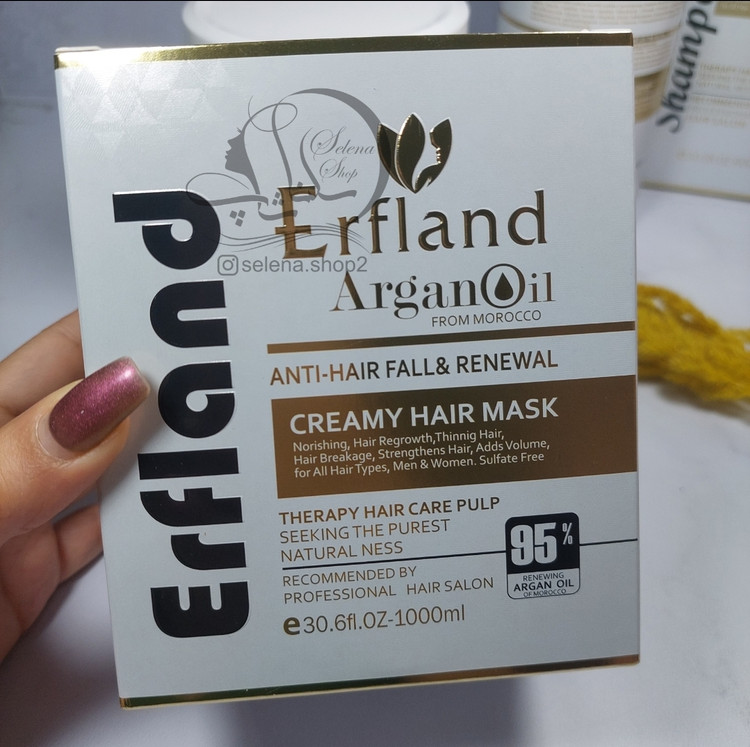 Selena
Shop
selena.shop2
Erfland
Erfland
ArganOil
FROM MOROCCO
ANTI-HAIR FALL& RENEWAL
CREAMY HAIR MASK
Norishing, Hair Regrowth,Thinnig Hair,
Hair Breakage, Strengthens Hair, Adds Volume,
for All Hair Types, Men & Women. Sulfate Free
THERAPY HAIR CARE PULP
SEEKING THE PUREST
NATURAL NESS
RECOMMENDED BY
PROFESSIONAL HAIR SALON
e30.6fl.OZ-1000ml
95%
RENEWING
ARGAN OIL
OF MOROCCO
Shampo